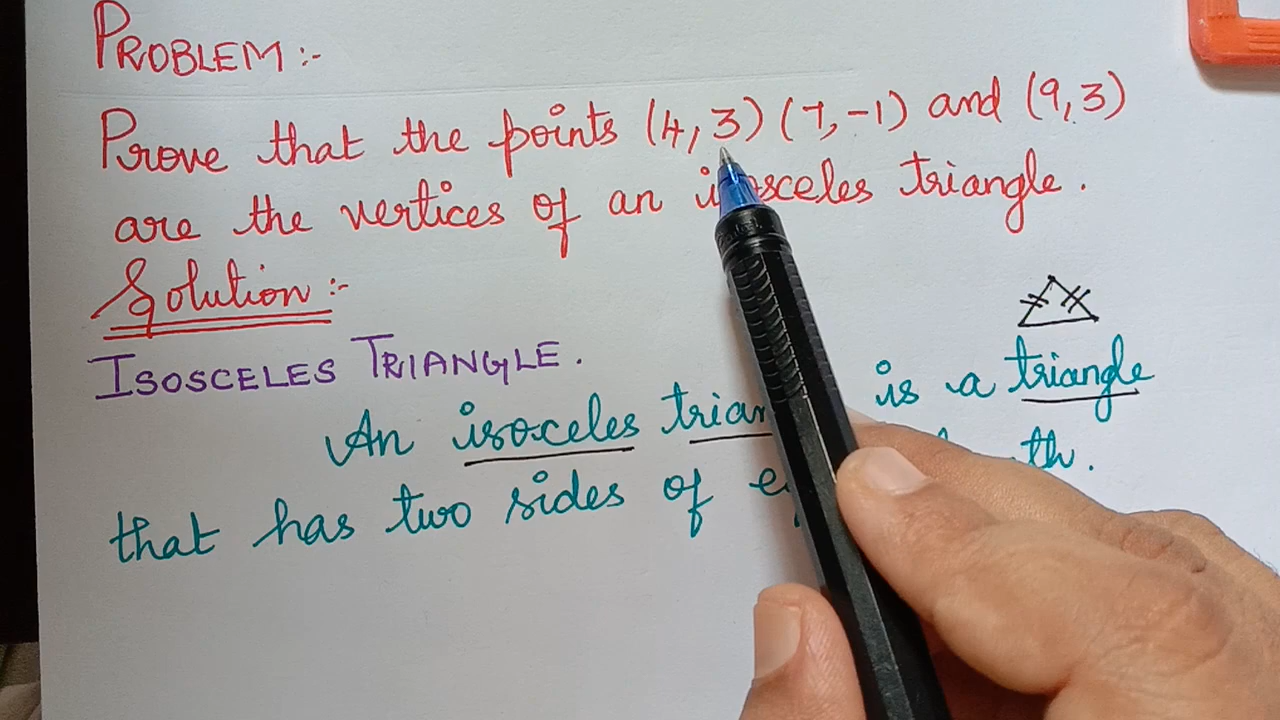 PROBLEM :-
Prove that the points (4, 3) (7, -1) and (9, 3)
are the vertices of an isosceles triangle.
Solution :-
ISOSCELES TRIANGLE.
An isoceles is a triangle
that has two sides of